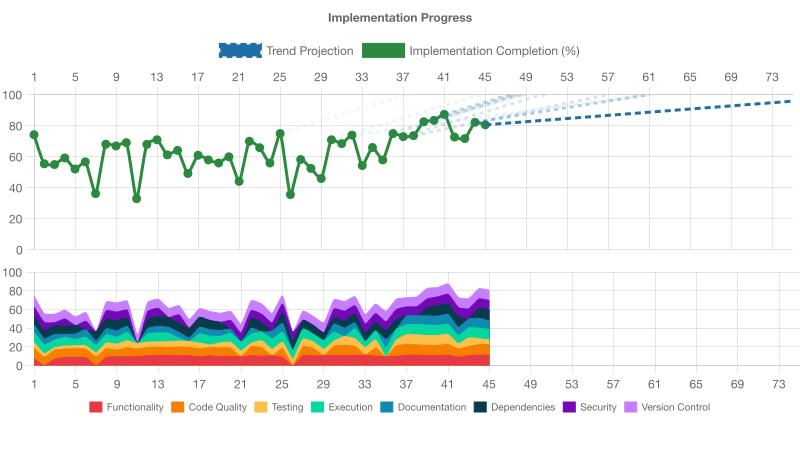 Implementation Progress
Trend Projection Implementation Completion (%)
1 5 9 13 17 21 25 29 33 37 41 45 49 53 57 61 65 69 73
100
80
60
40
20
0
100
80
60
40
20
0
1 5 9 13 17 21 25 29 33 37 41 45 49 53 57 61 65 69 73
Functionality Code Quality Testing Execution Documentation Dependencies Security Version Control